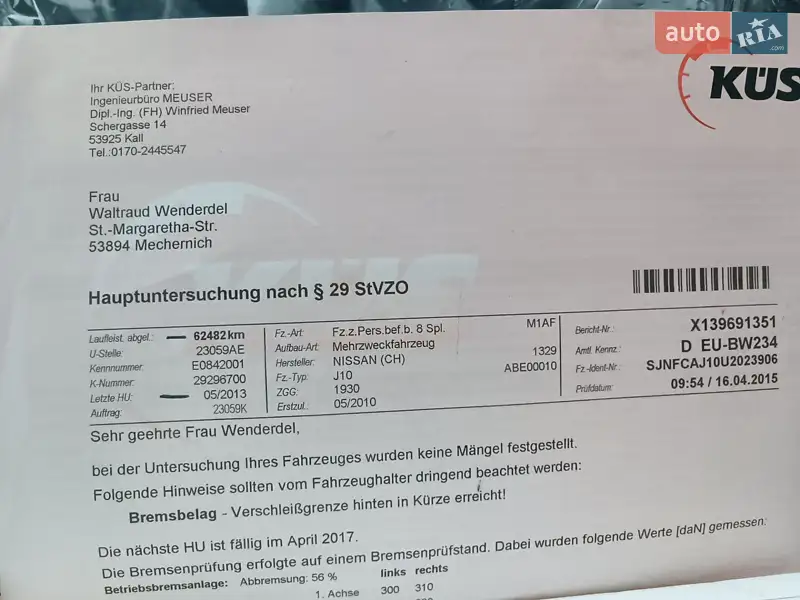 auto RIA .com
KÜS
Ihr KÜS-Partner:
Ingenieurbüro MEUSER
Dipl.-Ing. (FH) Winfried Meuser
Schergasse 14
53925 Kall
Tel.:0170-2445547
Frau
Waltraud Wenderdel
St.-Margaretha-Str.
53894 Mechernich
Hauptuntersuchung nach § 29 StVZO
Laufleist. abgel.: 62482 km
U-Stelle: 23059AE
Kennnummer: E0842001
K-Nummer: 29296700
Letzte HU: 05/2013
Auftrag: 23059K
Fz.-Art: Fz.z.Pers.bef.b. 8 Spl. M1AF
Aufbau-Art: Mehrzweckfahrzeug
Hersteller: NISSAN (CH) 1329
Fz.-Typ: J10 ABE00010
ZGG: 1930
Erstzul.: 05/2010
Bericht-Nr.: X139691351
Amtl. Kennz.: D EU-BW234
Fz.-Ident-Nr.: SJNFCAJ10U2023906
Prüfdatum: 09:54 / 16.04.2015
Sehr geehrte Frau Wenderdel,
bei der Untersuchung Ihres Fahrzeuges wurden keine Mängel festgestellt.
Folgende Hinweise sollten vom Fahrzeughalter dringend beachtet werden:
Bremsbelag - Verschleißgrenze hinten in Kürze erreicht!
Die nächste HU ist fällig im April 2017.
Die Bremsenprüfung erfolgte auf einem Bremsenprüfstand. Dabei wurden folgende Werte [daN] gemessen:
Betriebsbremsanlage: Abbremsung: 56 % links rechts
1. Achse 300 310